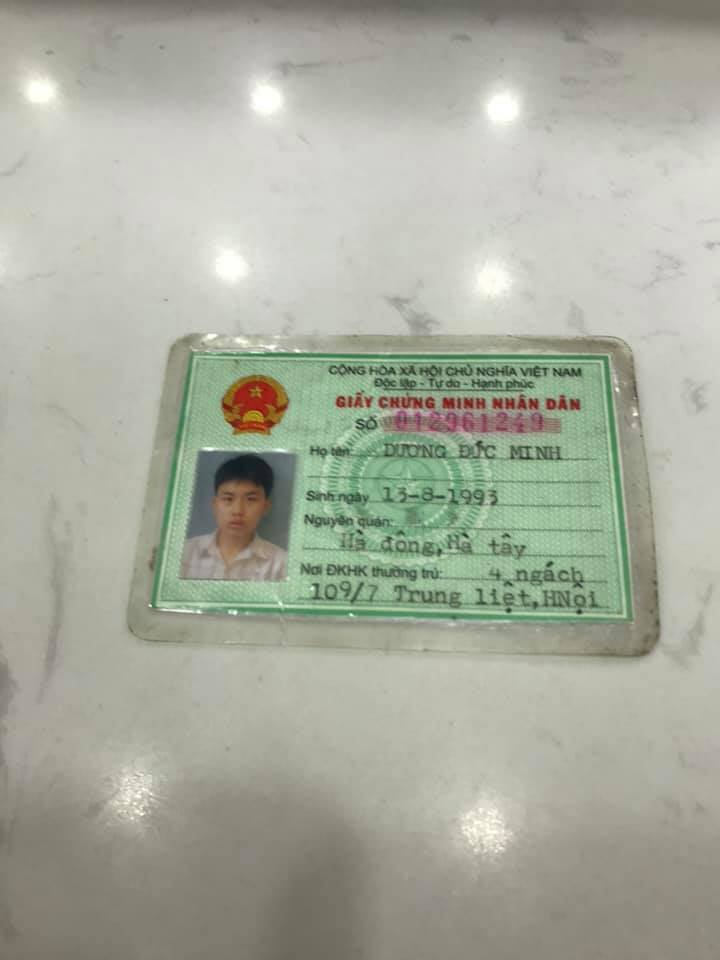 CỘNG HÒA XÃ HỘI CHỦ NGHĨA VIỆT NAM
Độc lập - Tự do - Hạnh phúc
GIẤY CHỨNG MINH NHÂN DÂN
SỐ 012961249
Họ tên: DƯƠNG ĐỨC MINH
Sinh ngày 13-8-1993
Nguyên quán:
Hà đông, Hà tây
Nơi ĐKHK thường trú: 4 ngách
109/7 Trung liệt, HNội